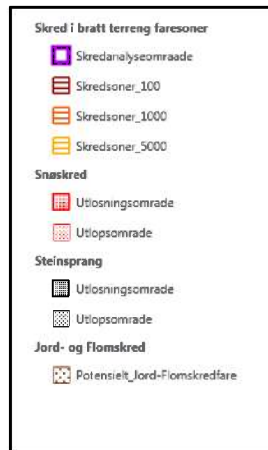 Skred i bratt terreng faresoner
Skredanalyseomraade
Skredsoner_100
Skredsoner_1000
Skredsoner_5000
Snøskred
Utlosningsomrade
Utlopsomrade
Steinsprang
Utlosningsomrade
Utlopsomrade
Jord- og Flomskred
Potensielt_Jord-Flomskredfare